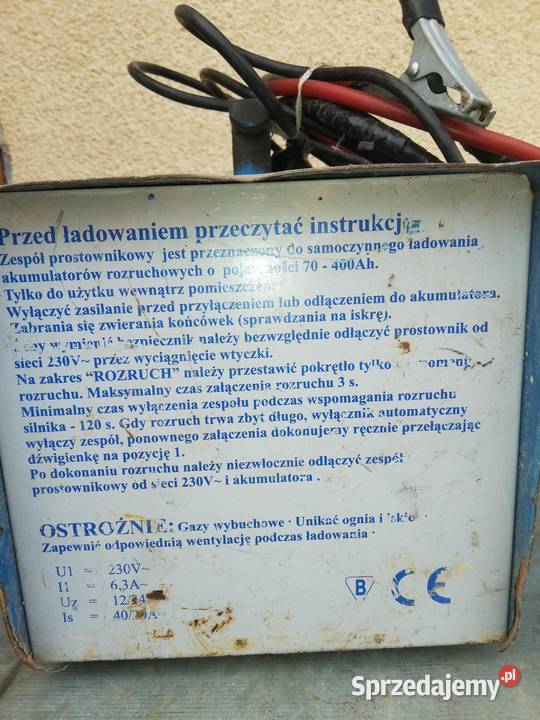 Przed ładowaniem przeczytać instrukcj
Zespół prostownikowy jest przeznaczony do samoczynnego ładowania
akumulatorów rozruchowych o pojemności 70 - 400Ah.
Tylko do użytku wewnątrz pomieszczeń
Wyłączyć zasilanie przed przyłączeniem lub odłączeniem do akumulatora.
Zabrania się zwierania końcówek (sprawdzania na iskrę).
wymienić bezpiecznik należy bezwzględnie odłączyć prostownik od
sieci 230V~ przez wyciągnięcie wtyczki.
Na zakres “ROZRUCH” należy przestawić pokrętło tylko
rozruchu. Maksymalny czas załączenia rozruchu 3 s.
Minimalny czas wyłączenia zespołu podczas wspomagania rozruchu
silnika - 120 s. Gdy rozruch trwa zbyt długo, wyłącznik automatyczny
wyłączy zespół, ponownego załączenia dokonujemy ręcznie przełączając
dźwigienkę na pozycję 1.
Po dokonaniu rozruchu należy niezwłocznie odłączyć zespół
prostownikowy od sieci 230V~ i akumulatora .
OSTROŻNIE: Gazy wybuchowe · Unikać ognia i iskie
Zapewnić odpowiednią wentylację podczas ładowania .
U1 = 230V~
I1 = 6,3A~
Uz = 12/24
Is = 40/
B CE
Sprzedajemy.pl